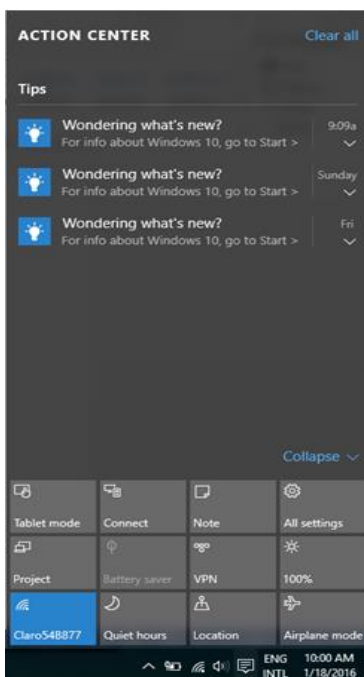 ACTION CENTER Clear all
Tips
Wondering what's new? 9:09a
For info about Windows 10, go to Start >
Wondering what's new? Sunday
For info about Windows 10, go to Start >
Wondering what's new? Fri
For info about Windows 10, go to Start >
Collapse
Tablet mode Connect Note All settings
Project Battery saver VPN 100%
Claro54B877 Quiet hours Location Airplane mode
ENG 10:00 AM
INTL 1/18/2016